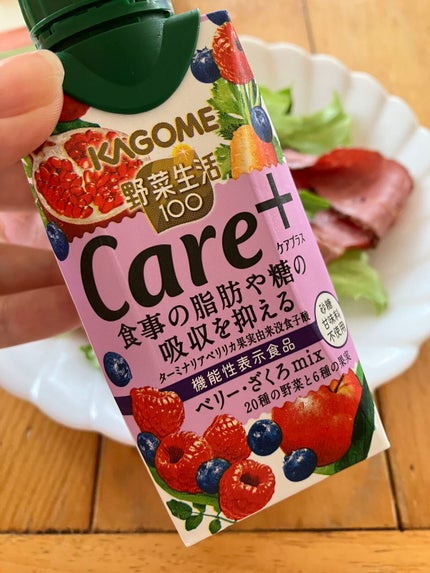 KAGOME
野菜生活
100
Care+
ケアプラス
食事の脂肪や糖の
吸収を抑える
ターミナリアベリリカ果実由来没食子酸
機能性表示食品
砂糖
甘味料
不使用
ベリー・ざくろmix
20種の野菜と6種の果実